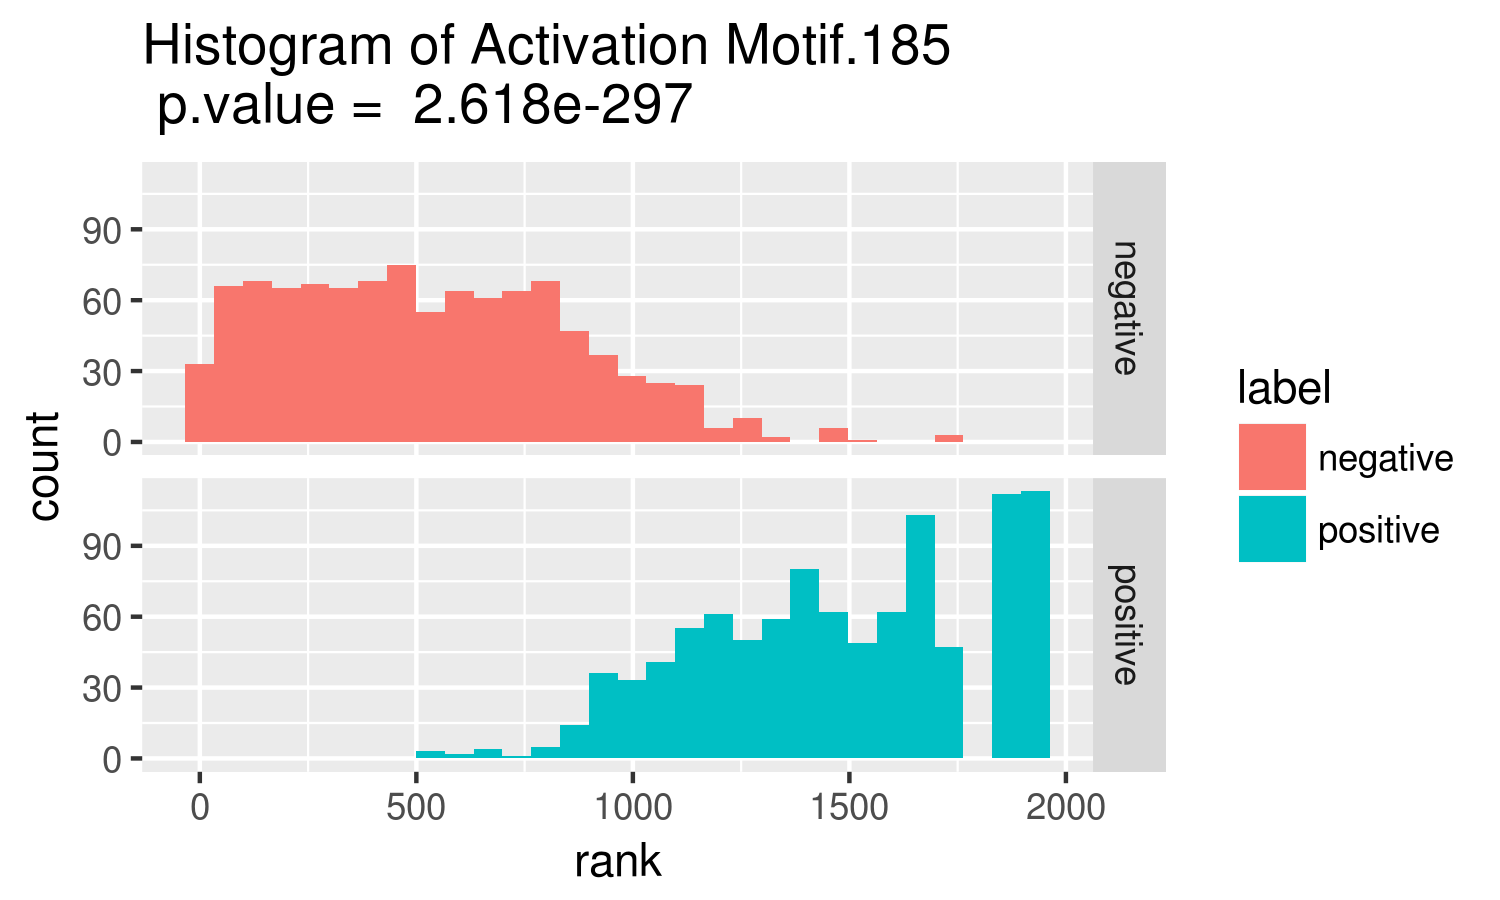 Histogram of Activation Motif.185
p.value = 2.618e-297
count
90
60
30
0
negative
90
60
30
0
positive
0 500 1000 1500 2000
rank
label
negative
positive